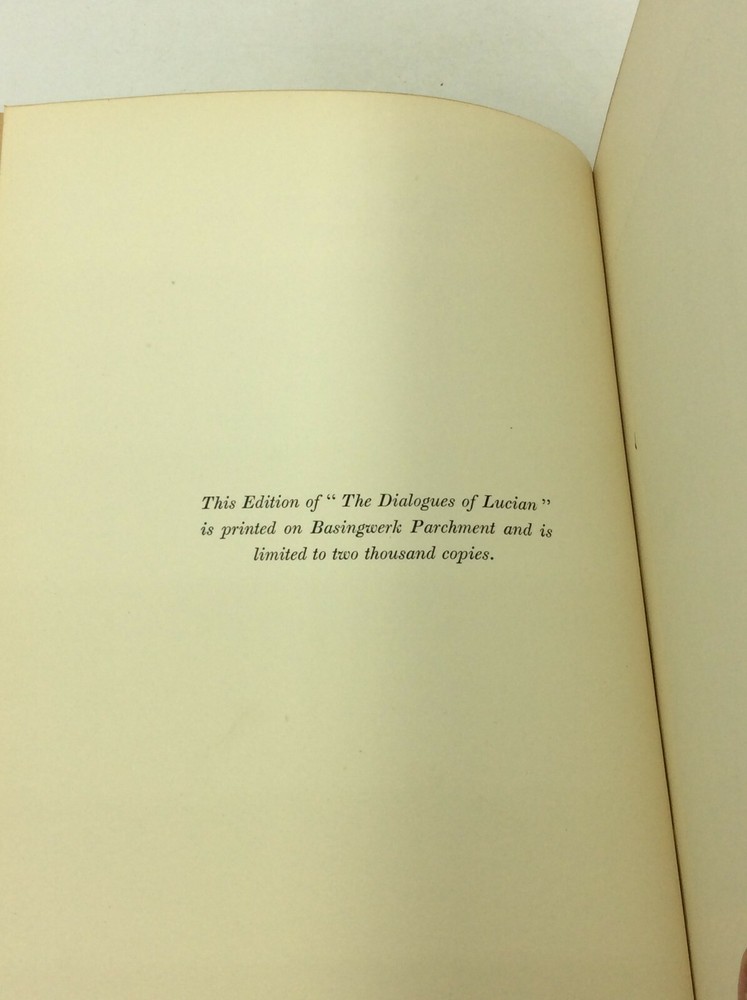 This Edition of “ The Dialogues of Lucian ”
is printed on Basingwerk Parchment and is
limited to two thousand copies.